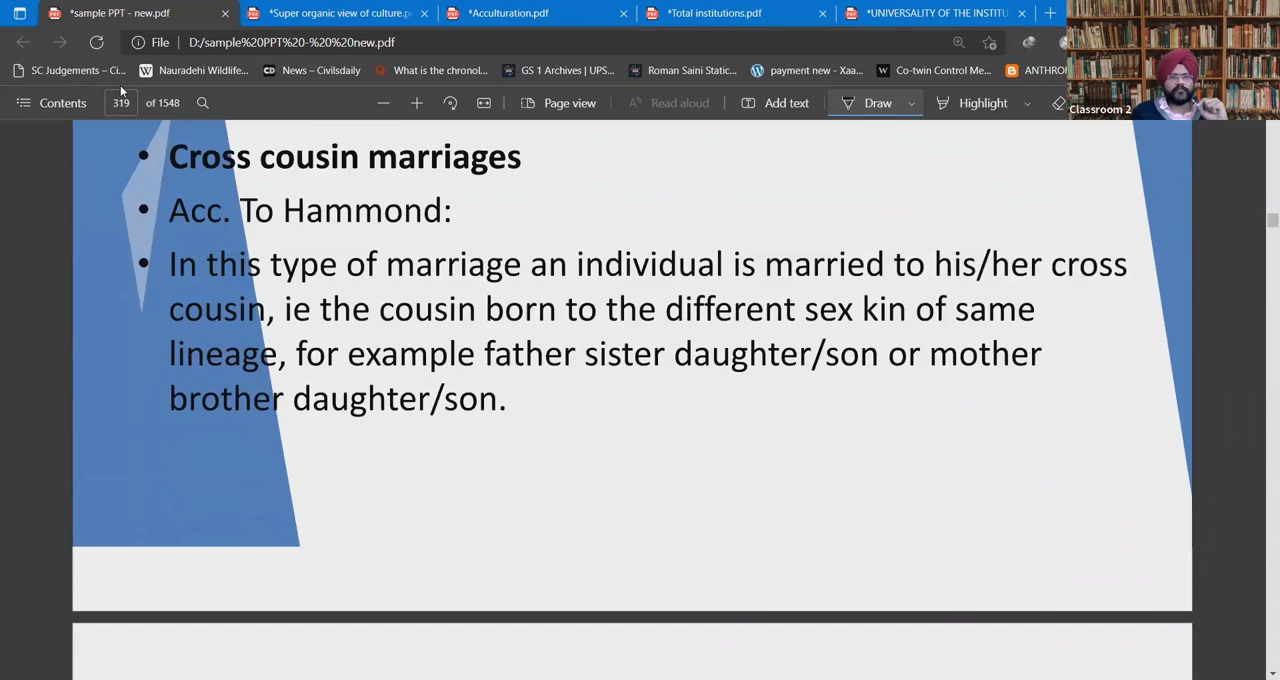 *sample PPT - new.pdf
*Super organic view of culture.p
*Acculturation.pdf
*Total institutions.pdf
*UNIVERSALITY OF THE INSTITU
File
D:/sample%20PPT%20-%20%20new.pdf
SC Judgements – Ci...
Nauradehi Wildlife...
News – Civilsdaily
What is the chronol...
GS 1 Archives | UPS...
Roman Saini Static...
payment new - Xaa...
Co-twin Control Me...
ANTHRO
Contents
319
of 1548
Page view
Read aloud
Add text
Draw
Highlight
Classroom 2
• Cross cousin marriages
• Acc. To Hammond:
• In this type of marriage an individual is married to his/her cross
cousin, ie the cousin born to the different sex kin of same
lineage, for example father sister daughter/son or mother
brother daughter/son.